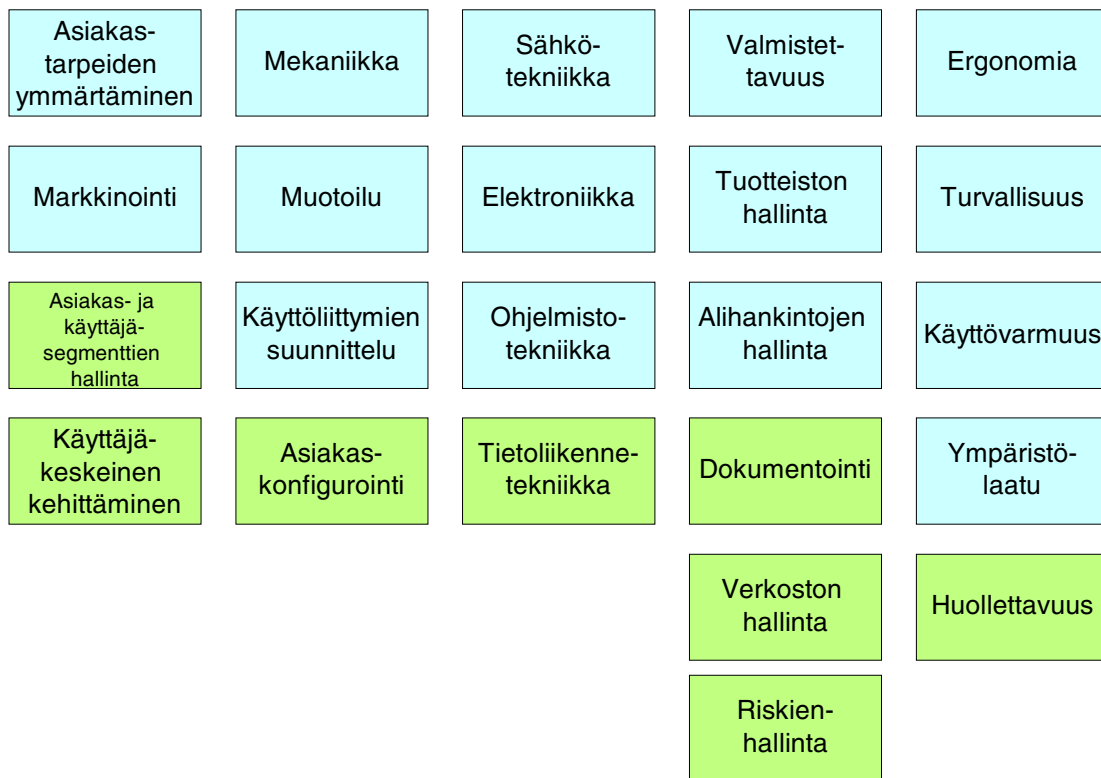 Asiakas-
tarpeiden
ymmärtäminen
Mekaniikka
Sähkö-
tekniikka
Valmistet-
tavuus
Ergonomia
Markkinointi
Muotoilu
Elektroniikka
Tuotteiston
hallinta
Turvallisuus
Asiakas- ja
käyttäjä-
segmenttien
hallinta
Käyttöliittymien
suunnittelu
Ohjelmisto-
tekniikka
Alihankintojen
hallinta
Käyttövarmuus
Käyttäjä-
keskeinen
kehittäminen
Asiakas-
konfigurointi
Tietoliikenne-
tekniikka
Dokumentointi
Ympäristö-
laatu
Verkoston
hallinta
Huollettavuus
Riskien-
hallinta